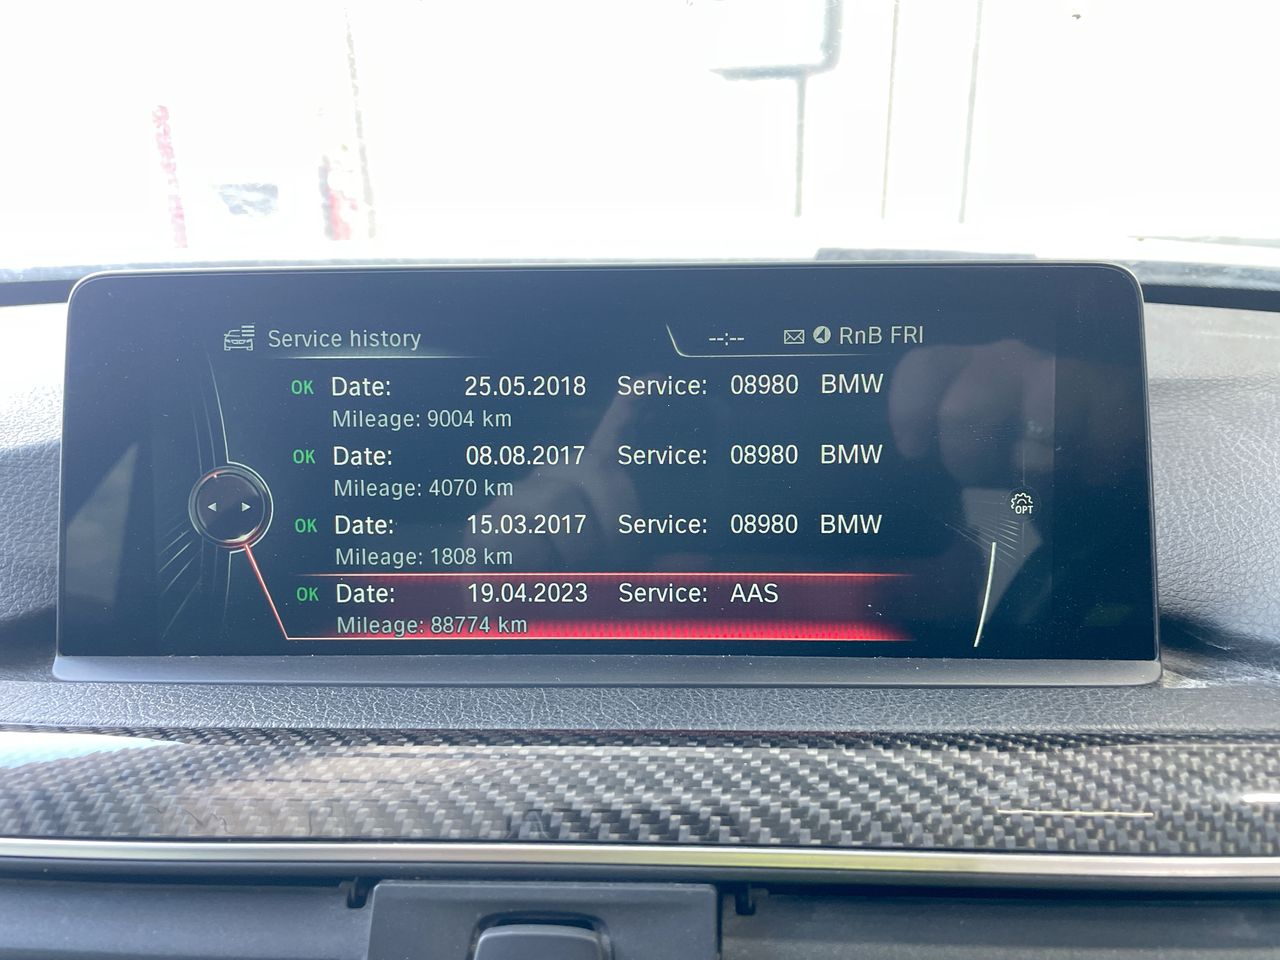 Service history
--:-- RnB FRI
OK Date: 25.05.2018 Service: 08980 BMW
Mileage: 9004 km
OK Date: 08.08.2017 Service: 08980 BMW
Mileage: 4070 km
OK Date: 15.03.2017 Service: 08980 BMW
Mileage: 1808 km
OK Date: 19.04.2023 Service: AAS
Mileage: 88774 km
OPT